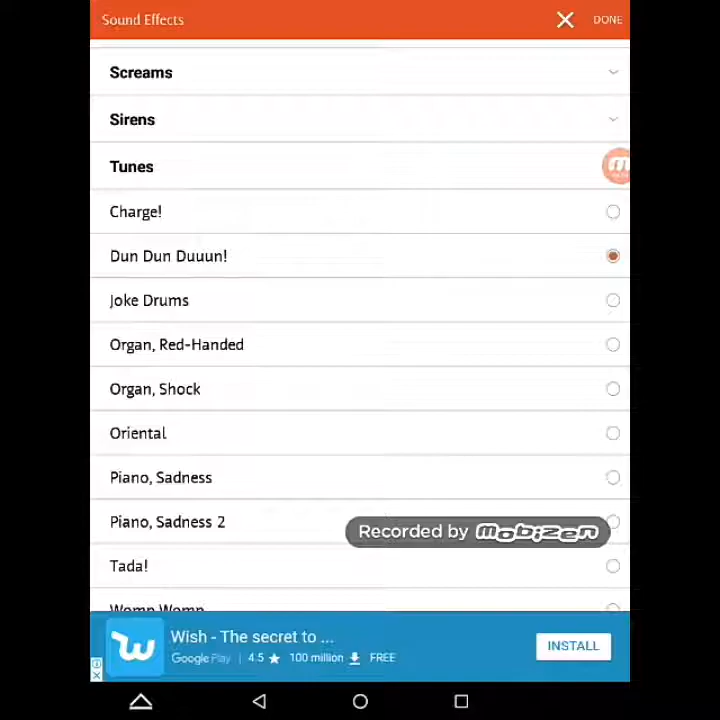 Sound Effects
DONE
Screams
Sirens
Tunes
Charge!
Dun Dun Duuun!
Joke Drums
Organ, Red-Handed
Organ, Shock
Oriental
Piano, Sadness
Piano, Sadness 2
Recorded by mobizen
Tada!
Womp Womp
Wish - The secret to ...
INSTALL
Google Play 4.5 ★ 100 million FREE